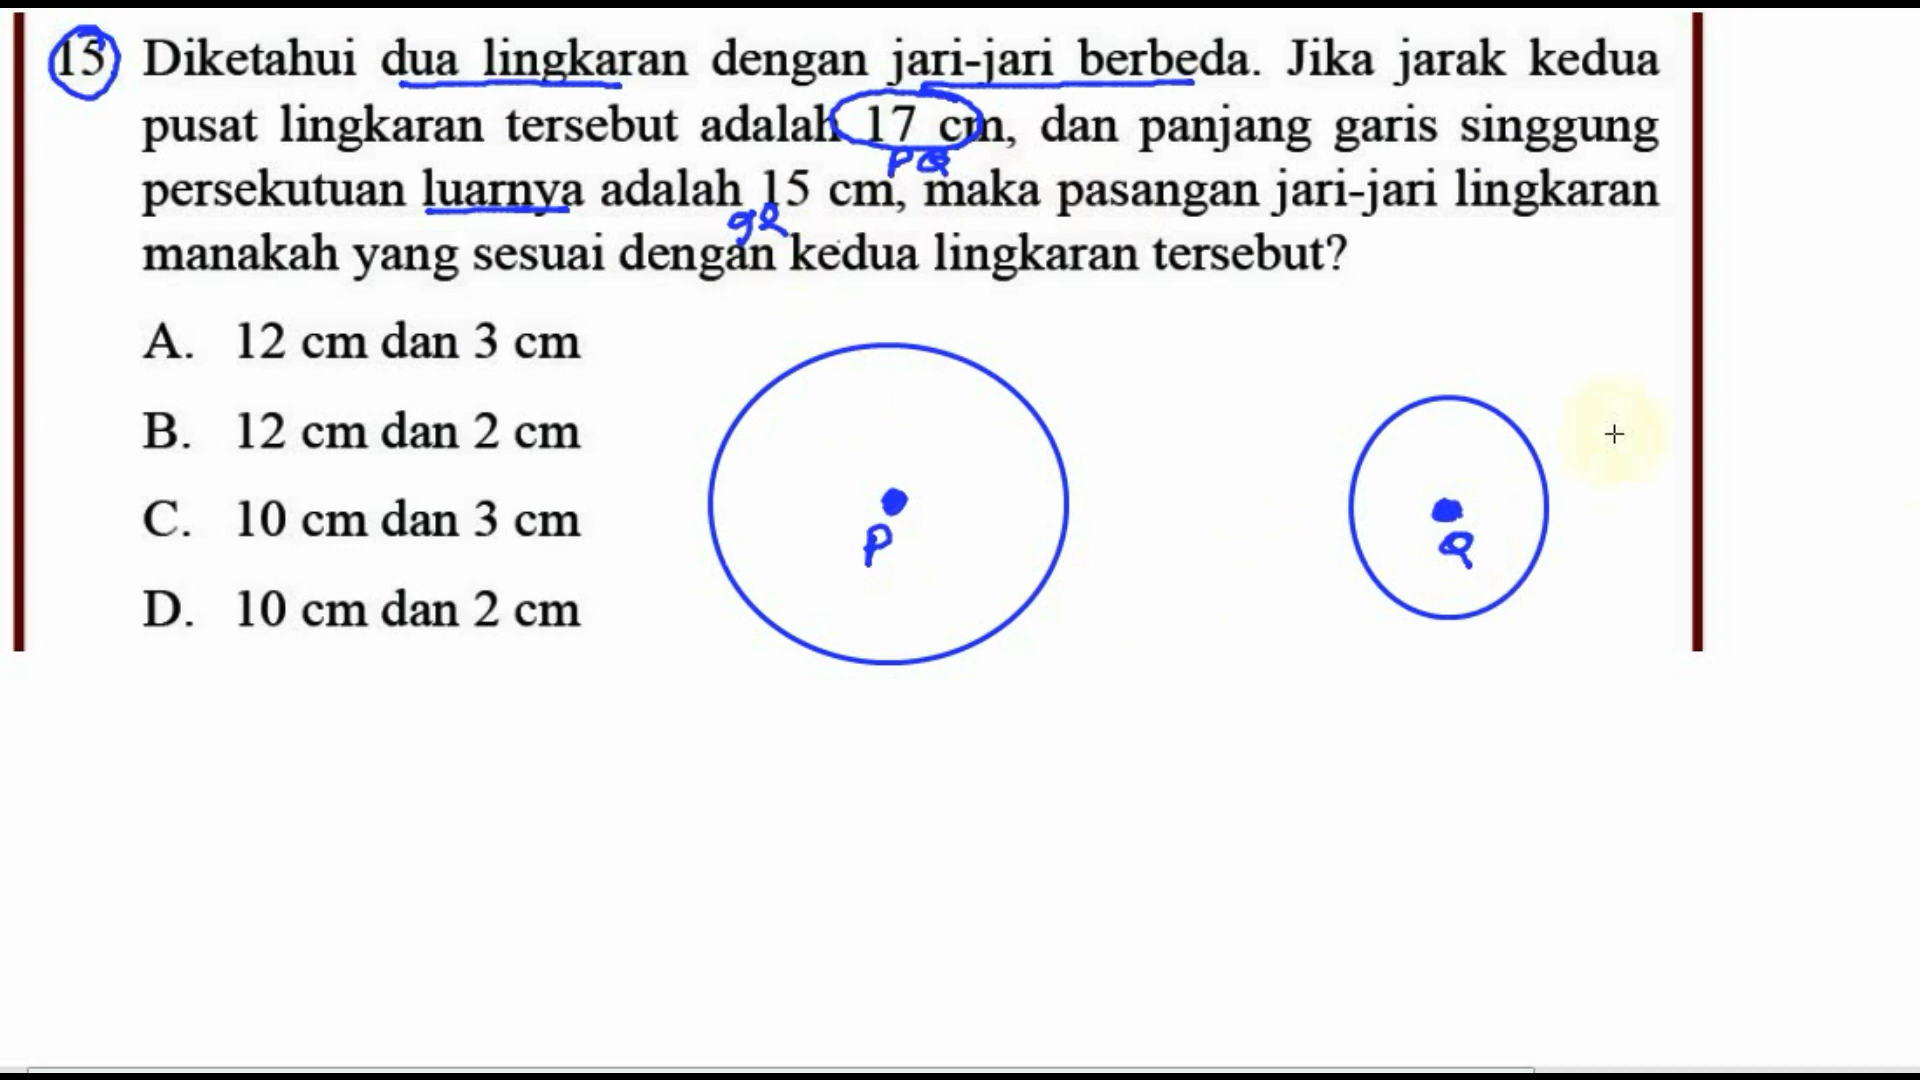 15 Diketahui dua lingkaran dengan jari-jari berbeda. Jika jarak kedua
pusat lingkaran tersebut adalah 17 cm, dan panjang garis singgung
PQ
persekutuan luarnya adalah 15 cm, maka pasangan jari-jari lingkaran
gl
manakah yang sesuai dengan kedua lingkaran tersebut?
A. 12 cm dan 3 cm
B. 12 cm dan 2 cm
C. 10 cm dan 3 cm
D. 10 cm dan 2 cm
P
Q